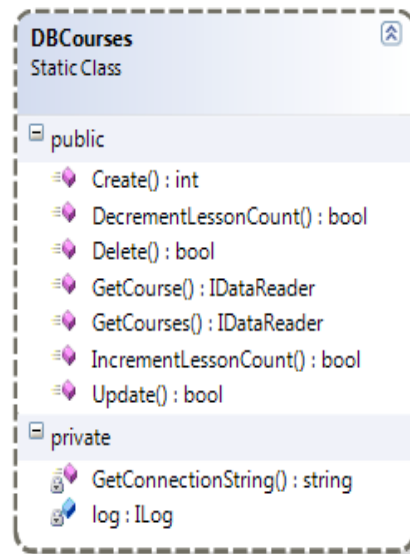 DBCourses
Static Class
public
Create() : int
DecrementLessonCount() : bool
Delete() : bool
GetCourse() : IDataReader
GetCourses() : IDataReader
IncrementLessonCount() : bool
Update() : bool
private
GetConnectionString() : string
log : ILog